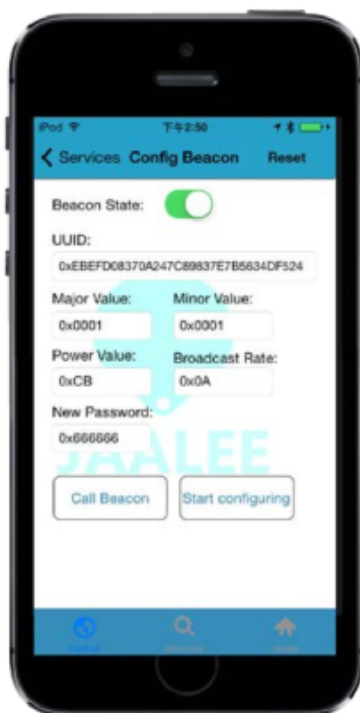 iPod 下午2:50
Services Config Beacon Reset
Beacon State:
UUID:
0xEBEFD08370A247C89837E7B5634DF524
Major Value: Minor Value:
0x0001 0x0001
Power Value: Broadcast Rate:
0xCB 0x0A
New Password:
0x666666
JAALEE
Call Beacon Start configuring
Central